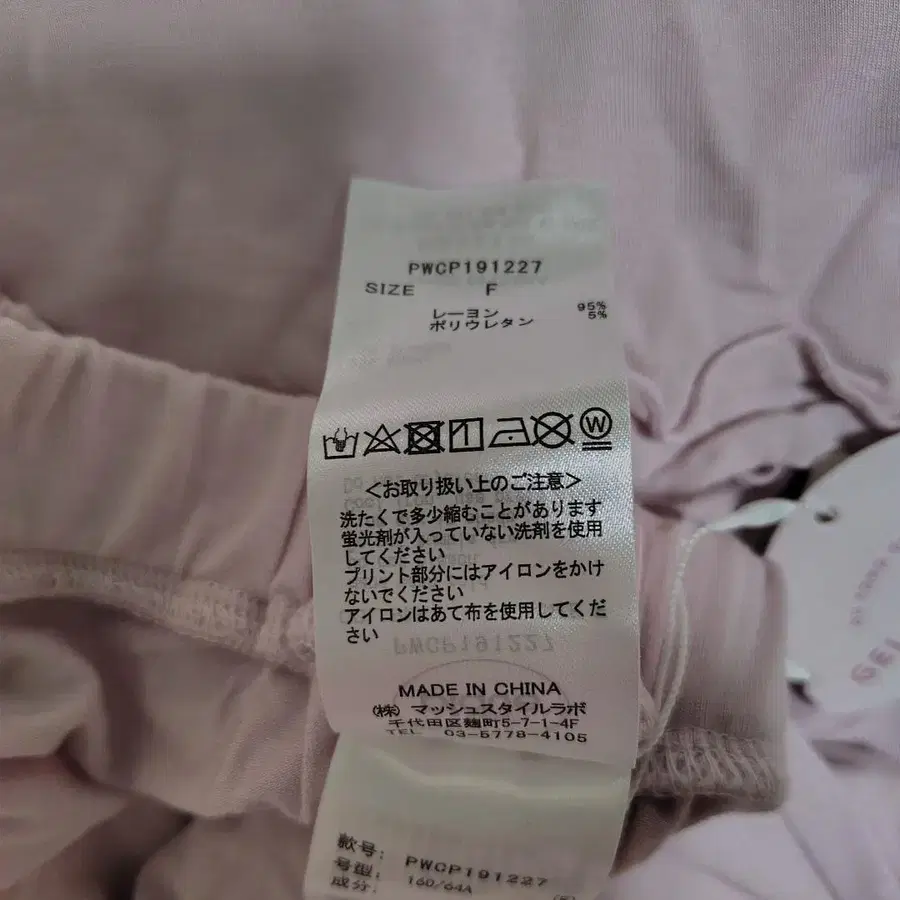 PWCP191227
SIZE F
レーヨン 95%
ポリウレタン 5%
W
<お取り扱い上のご注意>
洗たくで多少縮むことがあります
蛍光剤が入っていない洗剤を使用
してください
プリント部分にはアイロンをかけ
ないでください
アイロンはあて布を使用してくだ
さい
PWCP191227
MADE IN CHINA
(株) マッシュスタイルラボ
千代田区麹町5-7-1-4F
TEL 03-5778-4105
款号: PWCP191227
号型: 160/64A
成分:
GEL